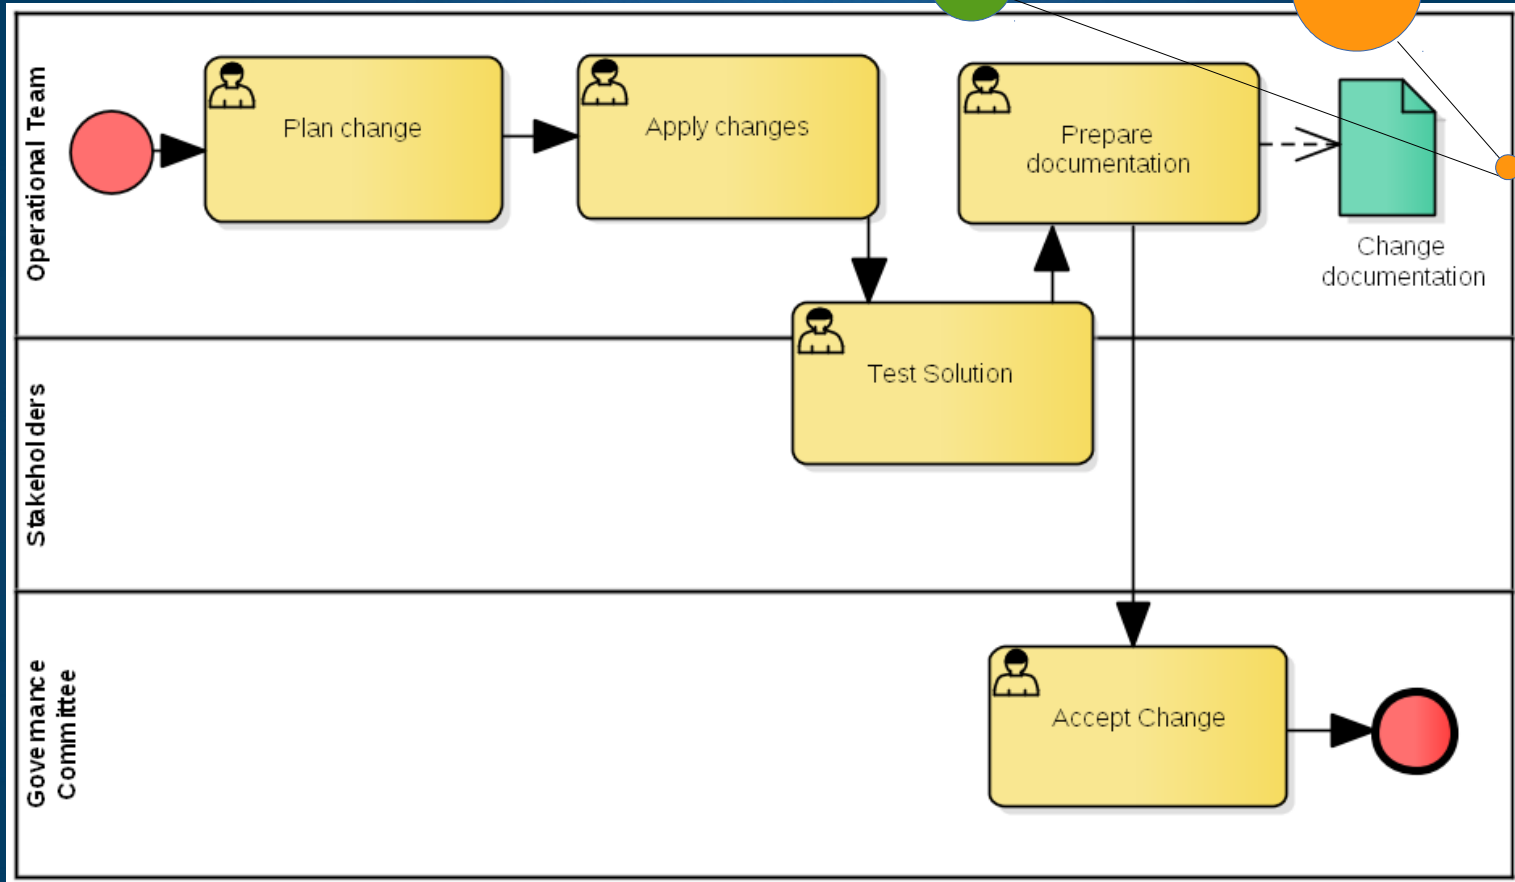 Operational Team
Plan change
Apply changes
Prepare
documentation
Change
documentation
Stakeholders
Test Solution
Governance
Committee
Accept Change